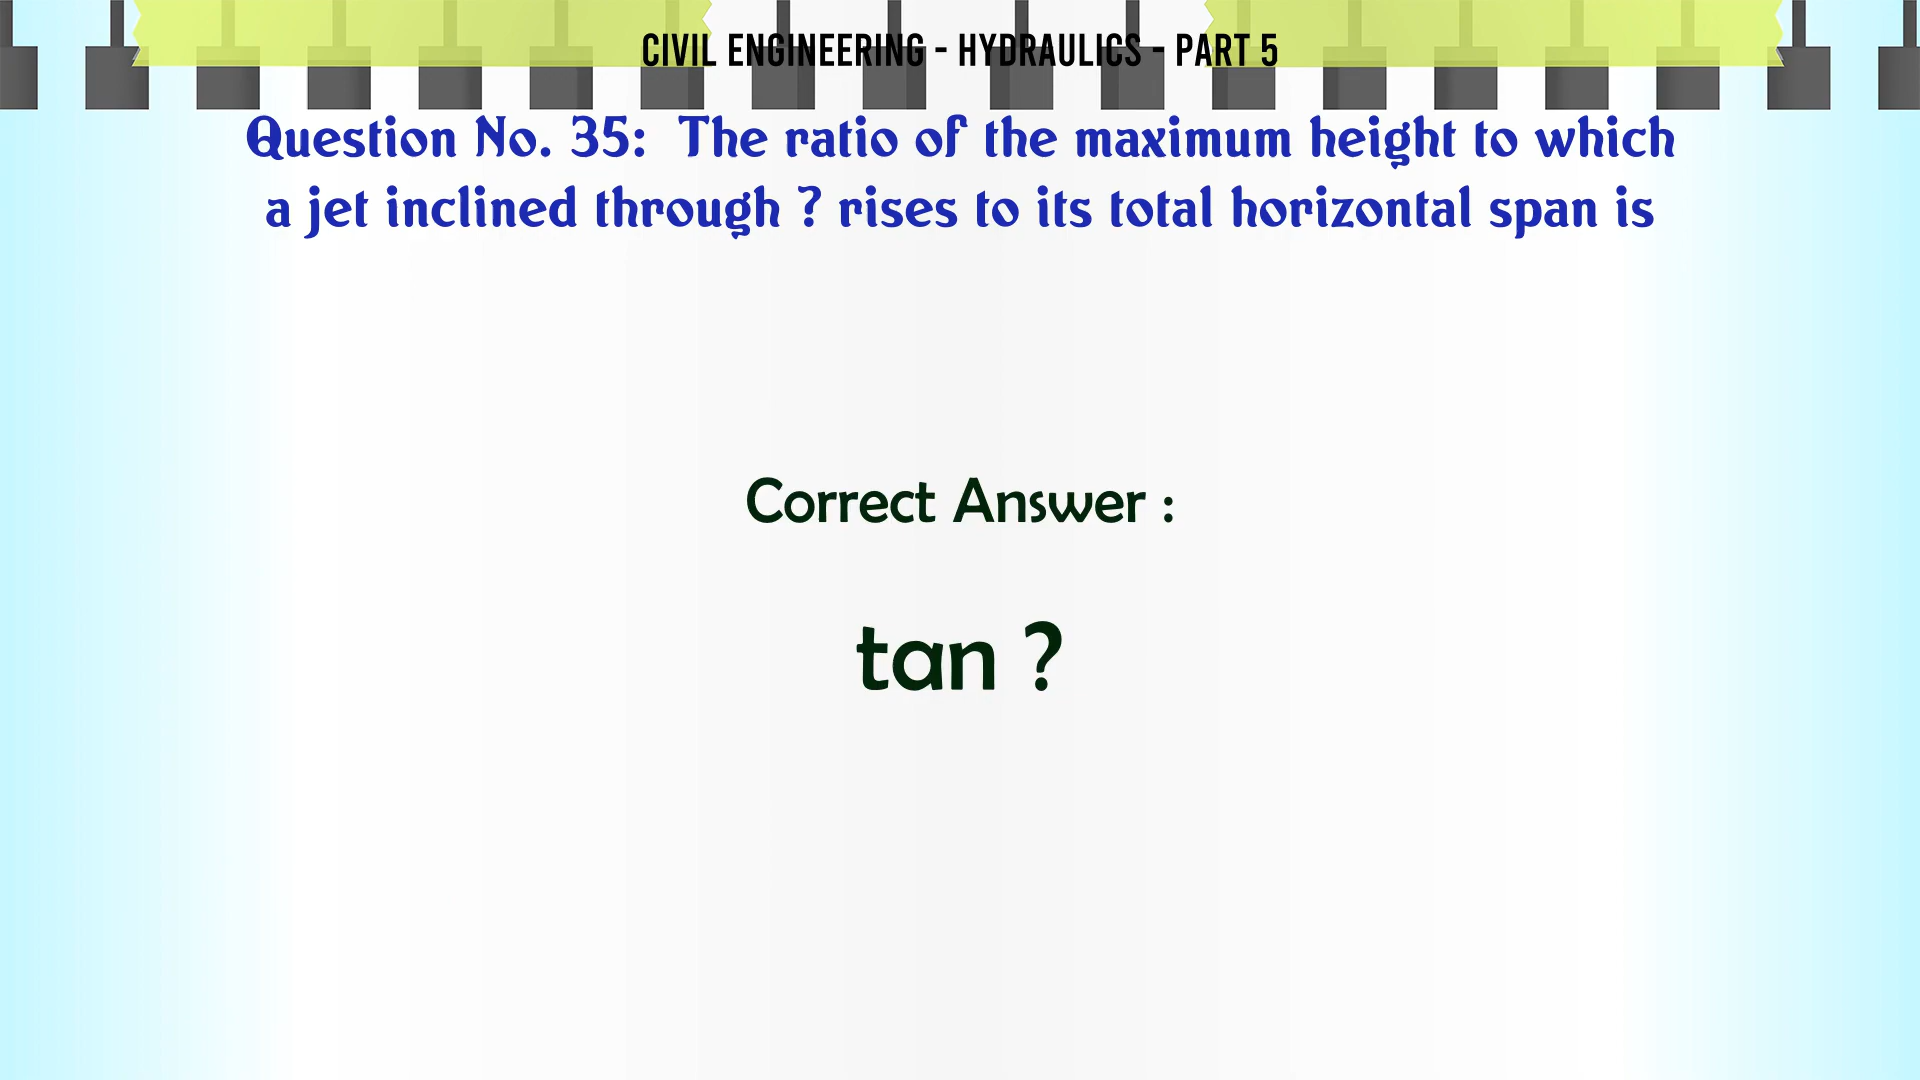 CIVIL ENGINEERING - HYDRAULICS - PART 5
Question No. 35: The ratio of the maximum height to which
a jet inclined through ? rises to its total horizontal span is
Correct Answer :
tan ?